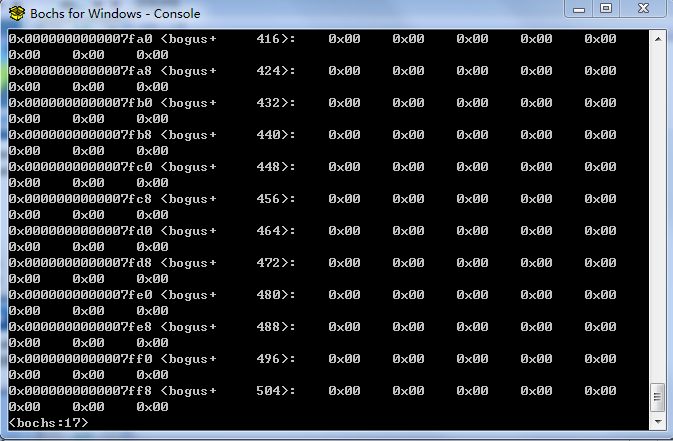 Bochs for Windows - Console
0x0000000000007fa0 <bogus+     416>:    0x00    0x00    0x00    0x00    0x00
0x00    0x00    0x00
0x0000000000007fa8 <bogus+     424>:    0x00    0x00    0x00    0x00    0x00
0x00    0x00    0x00
0x0000000000007fb0 <bogus+     432>:    0x00    0x00    0x00    0x00    0x00
0x00    0x00    0x00
0x0000000000007fb8 <bogus+     440>:    0x00    0x00    0x00    0x00    0x00
0x00    0x00    0x00
0x0000000000007fc0 <bogus+     448>:    0x00    0x00    0x00    0x00    0x00
0x00    0x00    0x00
0x0000000000007fc8 <bogus+     456>:    0x00    0x00    0x00    0x00    0x00
0x00    0x00    0x00
0x0000000000007fd0 <bogus+     464>:    0x00    0x00    0x00    0x00    0x00
0x00    0x00    0x00
0x0000000000007fd8 <bogus+     472>:    0x00    0x00    0x00    0x00    0x00
0x00    0x00    0x00
0x0000000000007fe0 <bogus+     480>:    0x00    0x00    0x00    0x00    0x00
0x00    0x00    0x00
0x0000000000007fe8 <bogus+     488>:    0x00    0x00    0x00    0x00    0x00
0x00    0x00    0x00
0x0000000000007ff0 <bogus+     496>:    0x00    0x00    0x00    0x00    0x00
0x00    0x00    0x00
0x0000000000007ff8 <bogus+     504>:    0x00    0x00    0x00    0x00    0x00
0x00    0x00    0x00
<bochs:17>